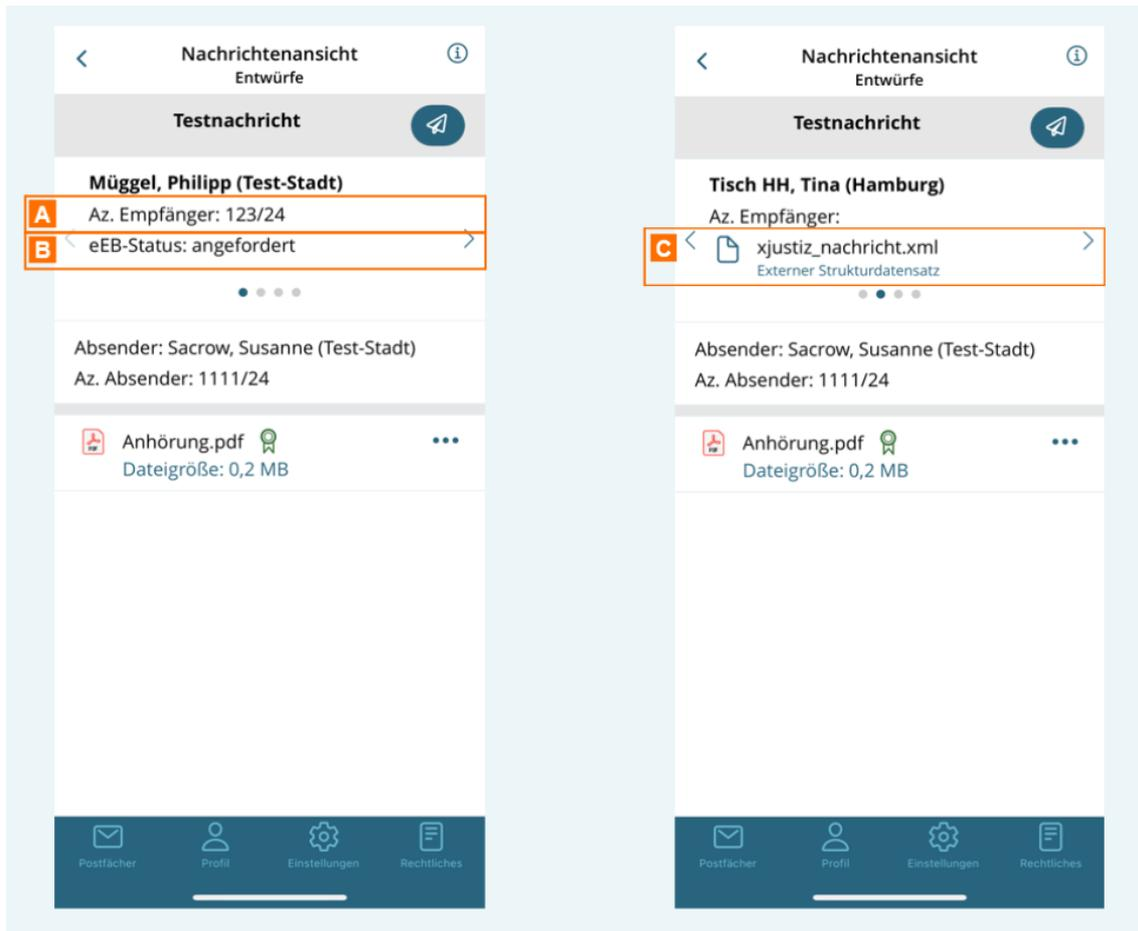 Nachrichtenansicht
Entwürfe
Testnachricht
Müggel, Philipp (Test-Stadt)
A Az. Empfänger: 123/24
B eEB-Status: angefordert
Absender: Sacrow, Susanne (Test-Stadt)
Az. Absender: 1111/24
PDF Anhörung.pdf
Dateigröße: 0,2 MB
Postfächer Profil Einstellungen Rechtliches
Nachrichtenansicht
Entwürfe
Testnachricht
Tisch HH, Tina (Hamburg)
Az. Empfänger:
C xjustiz_nachricht.xml
Externer Strukturdatensatz
Absender: Sacrow, Susanne (Test-Stadt)
Az. Absender: 1111/24
PDF Anhörung.pdf
Dateigröße: 0,2 MB
Postfächer Profil Einstellungen Rechtliches